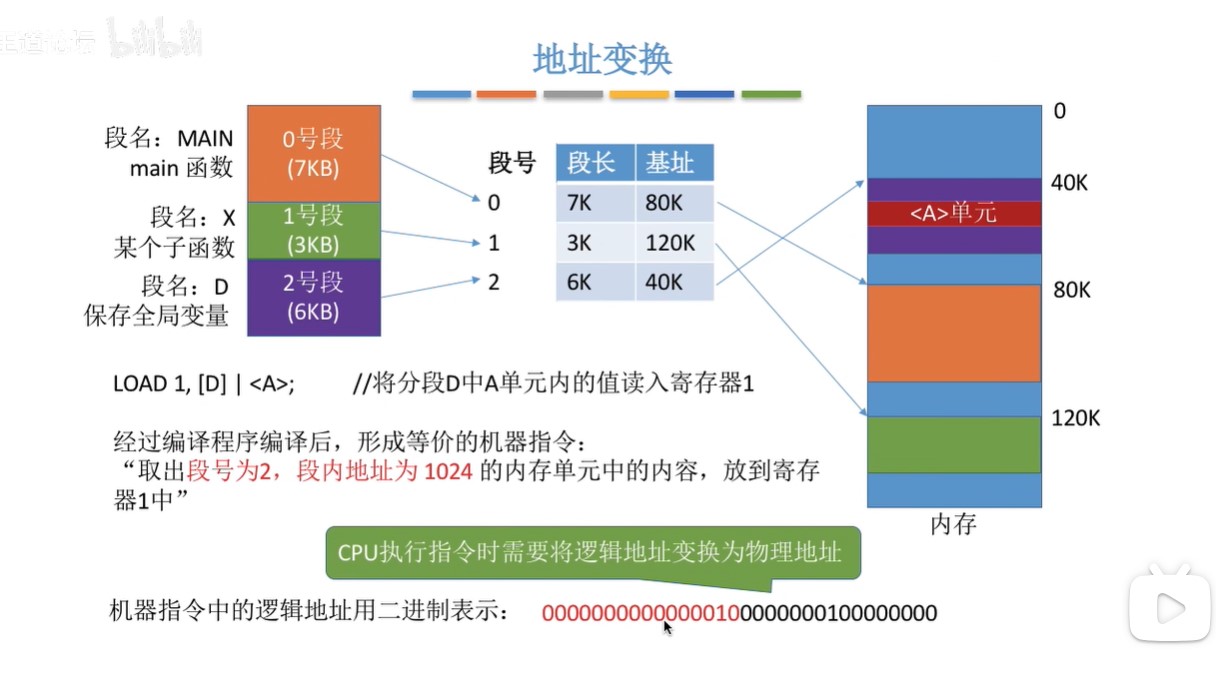 王道论坛 bilibili
地址变换
段名：MAIN
main 函数
0号段
(7KB)
段名：X
某个子函数
1号段
(3KB)
段名：D
保存全局变量
2号段
(6KB)
段号 段长 基址
0 7K 80K
1 3K 120K
2 6K 40K
0
40K
<A>单元
80K
120K
内存
LOAD 1, [D] | <A>; //将分段D中A单元内的值读入寄存器1
经过编译程序编译后，形成等价的机器指令：
“取出段号为2，段内地址为 1024 的内存单元中的内容，放到寄存
器1中”
CPU执行指令时需要将逻辑地址变换为物理地址
机器指令中的逻辑地址用二进制表示： 00000000000000100000000100000000